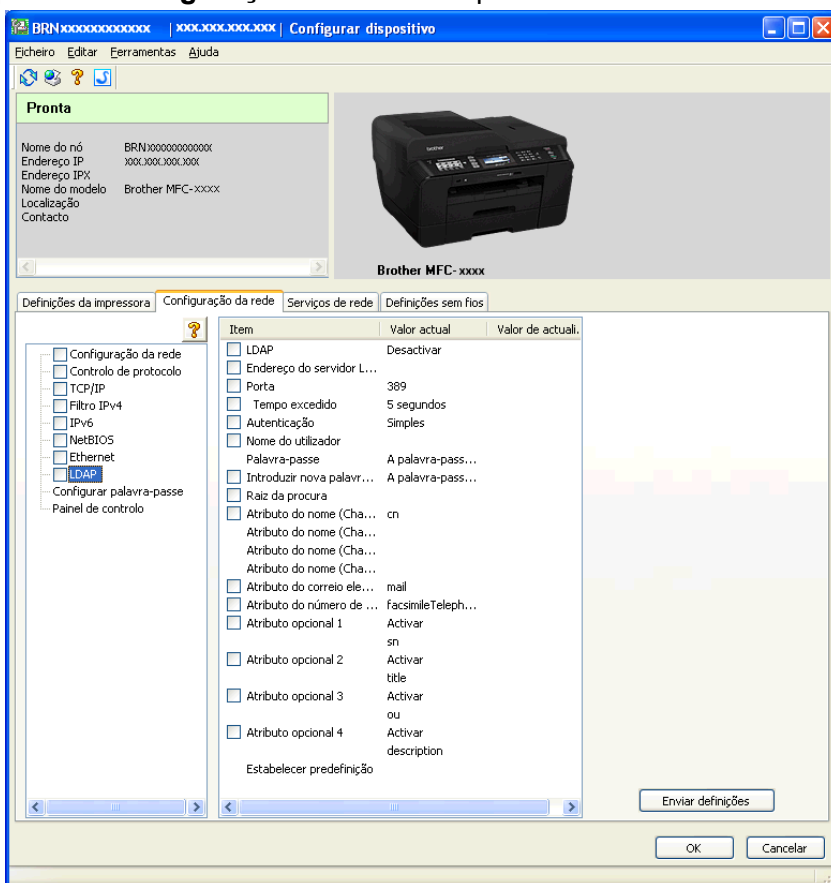 BRNxxxxxxxxxxxx | xxx.xxx.xxx.xxx | Configurar dispositivo
Ficheiro Editar Ferramentas Ajuda
Pronta
Nome do nó BRNxxxxxxxxxxxx
Endereço IP xxx.xxx.xxx.xxx
Endereço IPX
Nome do modelo Brother MFC-xxxx
Localização
Contacto
brother
Brother MFC-xxxx
Definições da impressora Configuração da rede Serviços de rede Definições sem fios
Configuração da rede
Controlo de protocolo
TCP/IP
Filtro IPv4
IPv6
NetBIOS
Ethernet
LDAP
Configurar palavra-passe
Painel de controlo
Item Valor actual Valor de actuali.
LDAP Desactivar
Endereço do servidor L...
Porta 389
Tempo excedido 5 segundos
Autenticação Simples
Nome do utilizador
Palavra-passe A palavra-pass...
Introduzir nova palavr... A palavra-pass...
Raiz da procura
Atributo do nome (Cha... cn
Atributo do nome (Cha...
Atributo do nome (Cha...
Atributo do nome (Cha...
Atributo do correio ele... mail
Atributo do número de ... facsimileTeleph...
Atributo opcional 1 Activar
sn
Atributo opcional 2 Activar
title
Atributo opcional 3 Activar
ou
Atributo opcional 4 Activar
description
Estabelecer predefinição
Enviar definições
OK Cancelar